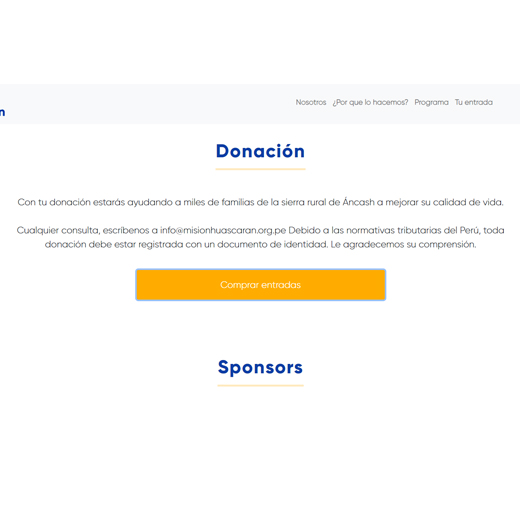 Nosotros ¿Por que lo hacemos? Programa Tu entrada
n
Donación
Con tu donación estarás ayudando a miles de familias de la sierra rural de Áncash a mejorar su calidad de vida.
Cualquier consulta, escríbenos a info@misionhuascaran.org.pe Debido a las normativas tributarias del Perú, toda
donación debe estar registrada con un documento de identidad. Le agradecemos su comprensión.
Comprar entradas
Sponsors